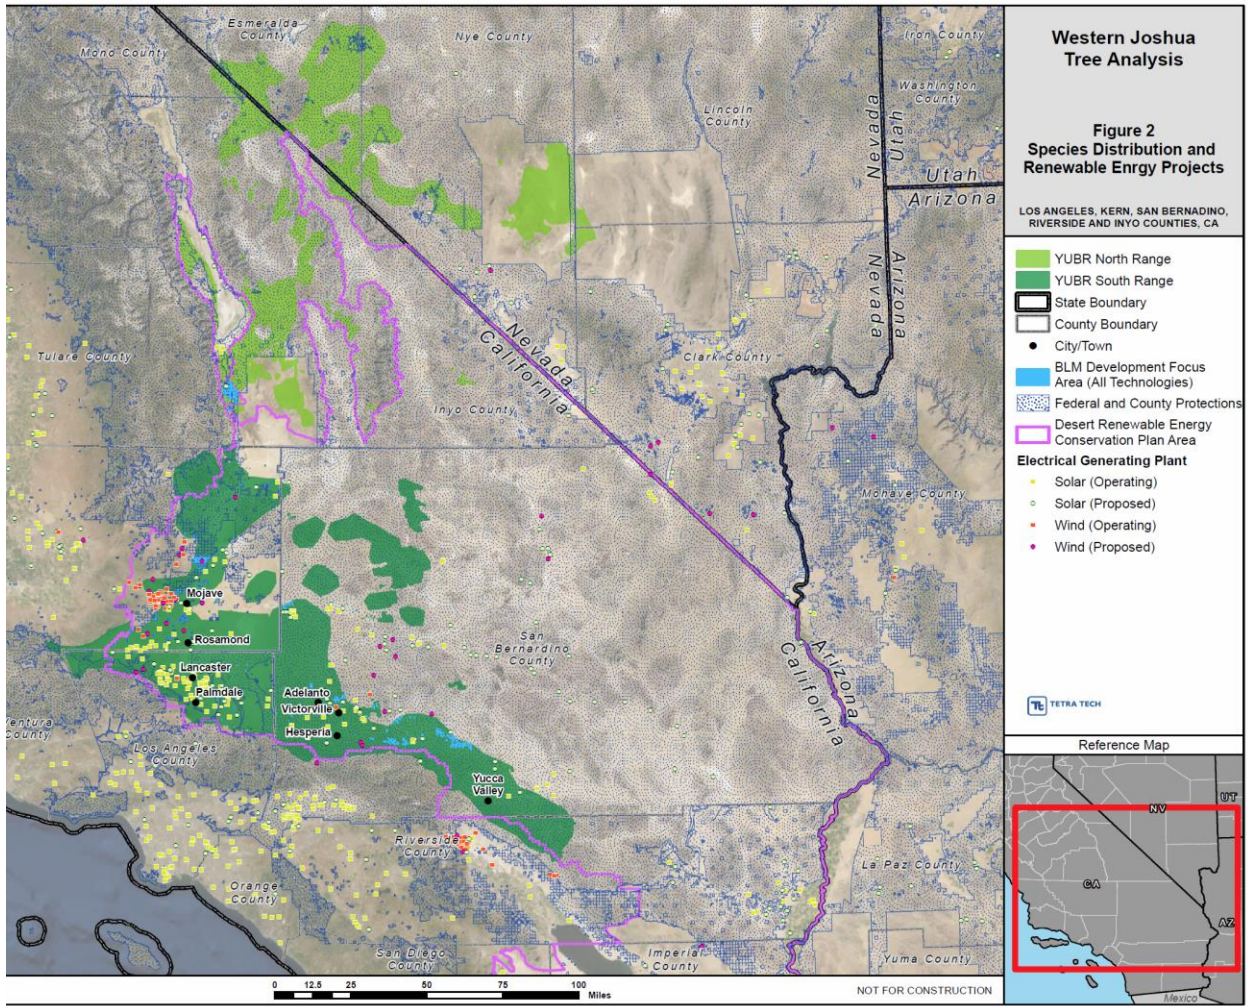 Esmeralda
County
Mono County
Nye County
Iron County
Washington
County
Lincoln
County
Nevada
Utah
Utah
Arizona
Nevada
Arizona
Tulare County
Nevada
California
Clark County
Inyo County
Mohave County
Mojave
Rosamond
Lancaster
Palmdale
Adelanto
Victorville
Hesperia
San
Bernardino
County
Arizona
California
Ventura
County
Los Angeles
County
Yucca
Valley
Riverside
County
La Paz County
Orange
County
San Diego
County
Imperial
County
Yuma County
0 12.5 25 50 75 100
Miles
NOT FOR CONSTRUCTION
Western Joshua
Tree Analysis
Figure 2
Species Distribution and
Renewable Enrgy Projects
LOS ANGELES, KERN, SAN BERNADINO,
RIVERSIDE AND INYO COUNTIES, CA
YUBR North Range
YUBR South Range
State Boundary
County Boundary
City/Town
BLM Development Focus
Area (All Technologies)
Federal and County Protections
Desert Renewable Energy
Conservation Plan Area
Electrical Generating Plant
Solar (Operating)
Solar (Proposed)
Wind (Operating)
Wind (Proposed)
Tt TETRA TECH
Reference Map
NV
UT
CA
AZ
Mexico